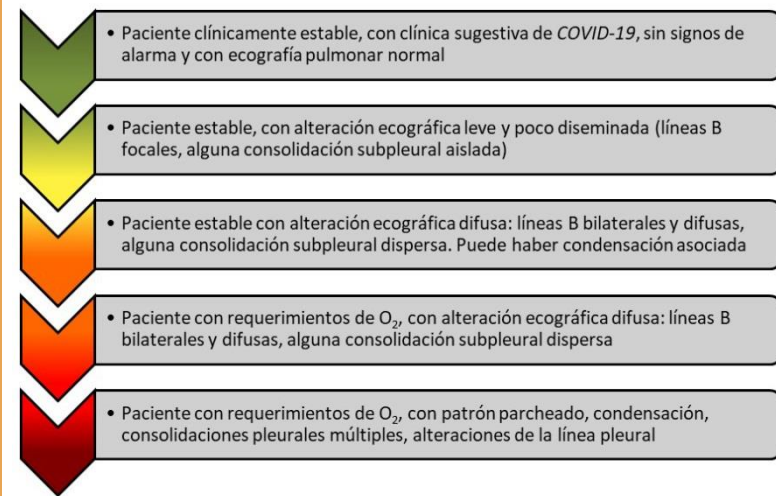 • Paciente clínicamente estable, con clínica sugestiva de COVID-19, sin signos de
alarma y con ecografía pulmonar normal
• Paciente estable, con alteración ecográfica leve y poco diseminada (líneas B
focales, alguna consolidación subpleural aislada)
• Paciente estable con alteración ecográfica difusa: líneas B bilaterales y difusas,
alguna consolidación subpleural dispersa. Puede haber condensación asociada
• Paciente con requerimientos de O₂, con alteración ecográfica difusa: líneas B
bilaterales y difusas, alguna consolidación subpleural dispersa
• Paciente con requerimientos de O₂, con patrón parcheado, condensación,
consolidaciones pleurales múltiples, alteraciones de la línea pleural